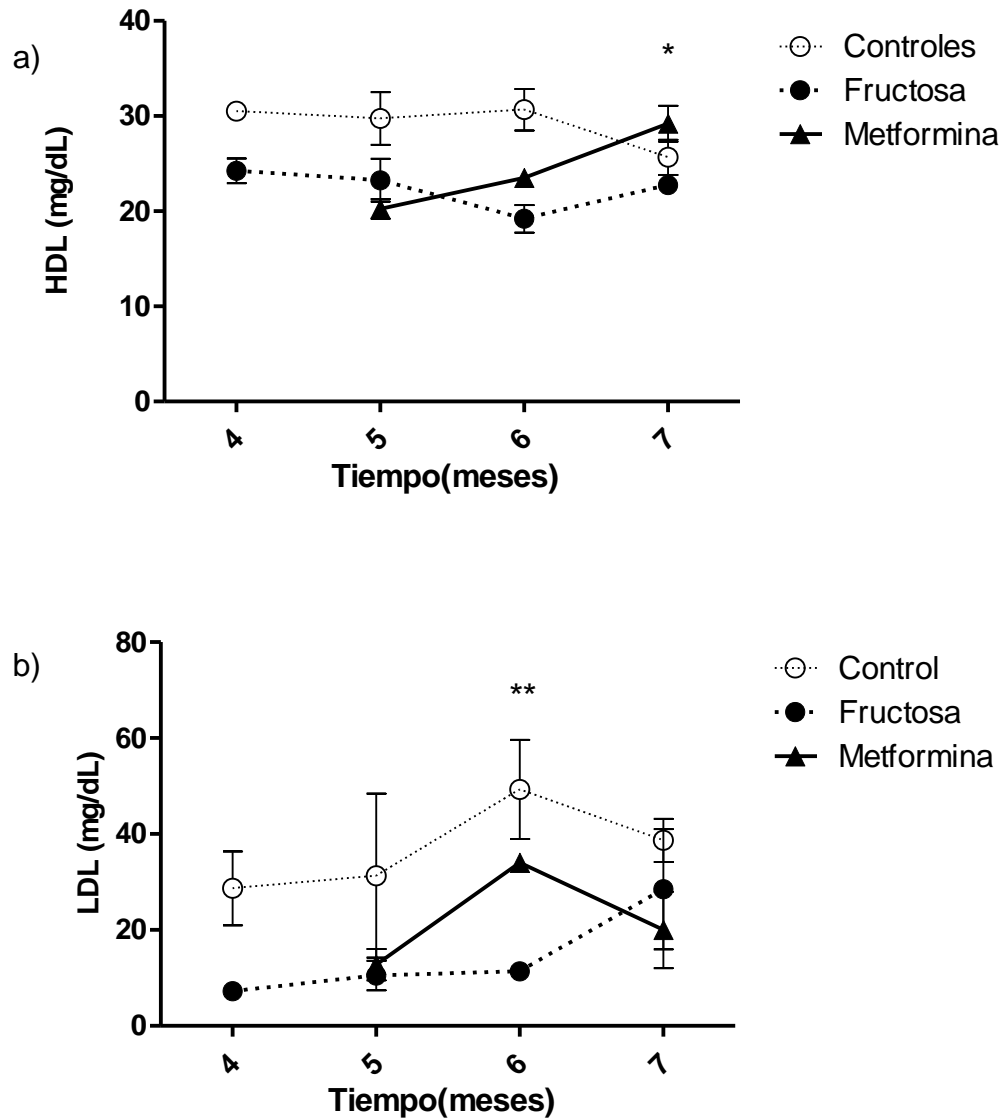 a)
40
30
20
10
0
HDL (mg/dL)
4
5
6
7
Tiempo(meses)
*
Controles
Fructosa
Metformina
b)
80
60
40
20
0
LDL (mg/dL)
4
5
6
7
Tiempo(meses)
**
Control
Fructosa
Metformina